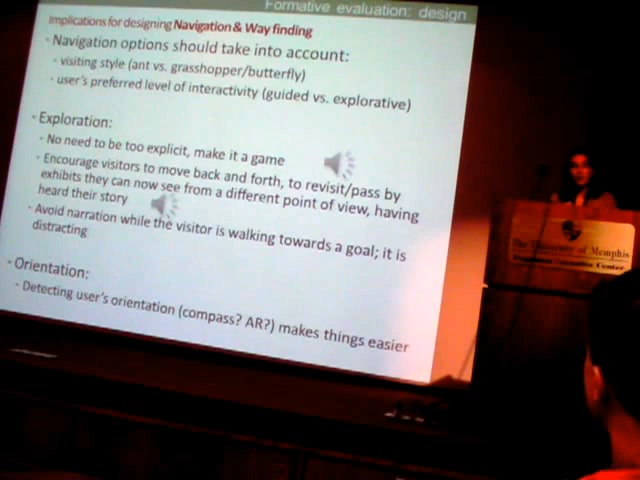 Formative evaluation: design
Implications for designing Navigation & Way finding
· Navigation options should take into account:
· visiting style (ant vs. grasshopper/butterfly)
· user's preferred level of interactivity (guided vs. explorative)
· Exploration:
· No need to be too explicit, make it a game
· Encourage visitors to move back and forth, to revisit/pass by
exhibits they can now see from a different point of view, having
heard their story
· Avoid narration while the visitor is walking towards a goal; it is
distracting
· Orientation:
· Detecting user's orientation (compass? AR?) makes things easier
The University of Memphis
Center